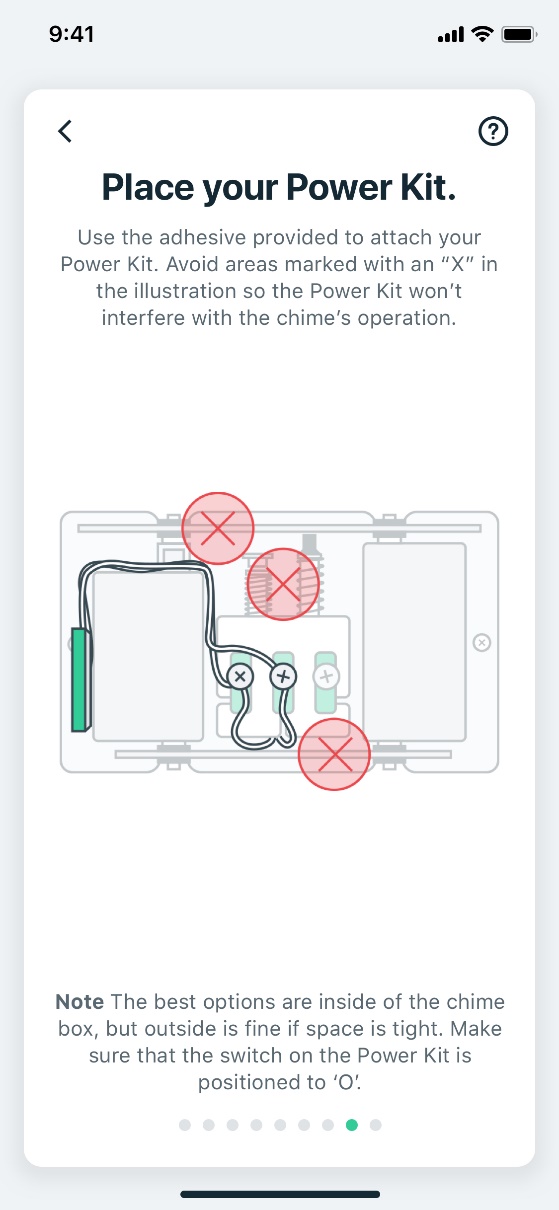 9:41
Place your Power Kit.
Use the adhesive provided to attach your
Power Kit. Avoid areas marked with an “X” in
the illustration so the Power Kit won’t
interfere with the chime’s operation.
Note The best options are inside of the chime
box, but outside is fine if space is tight. Make
sure that the switch on the Power Kit is
positioned to ‘O’.